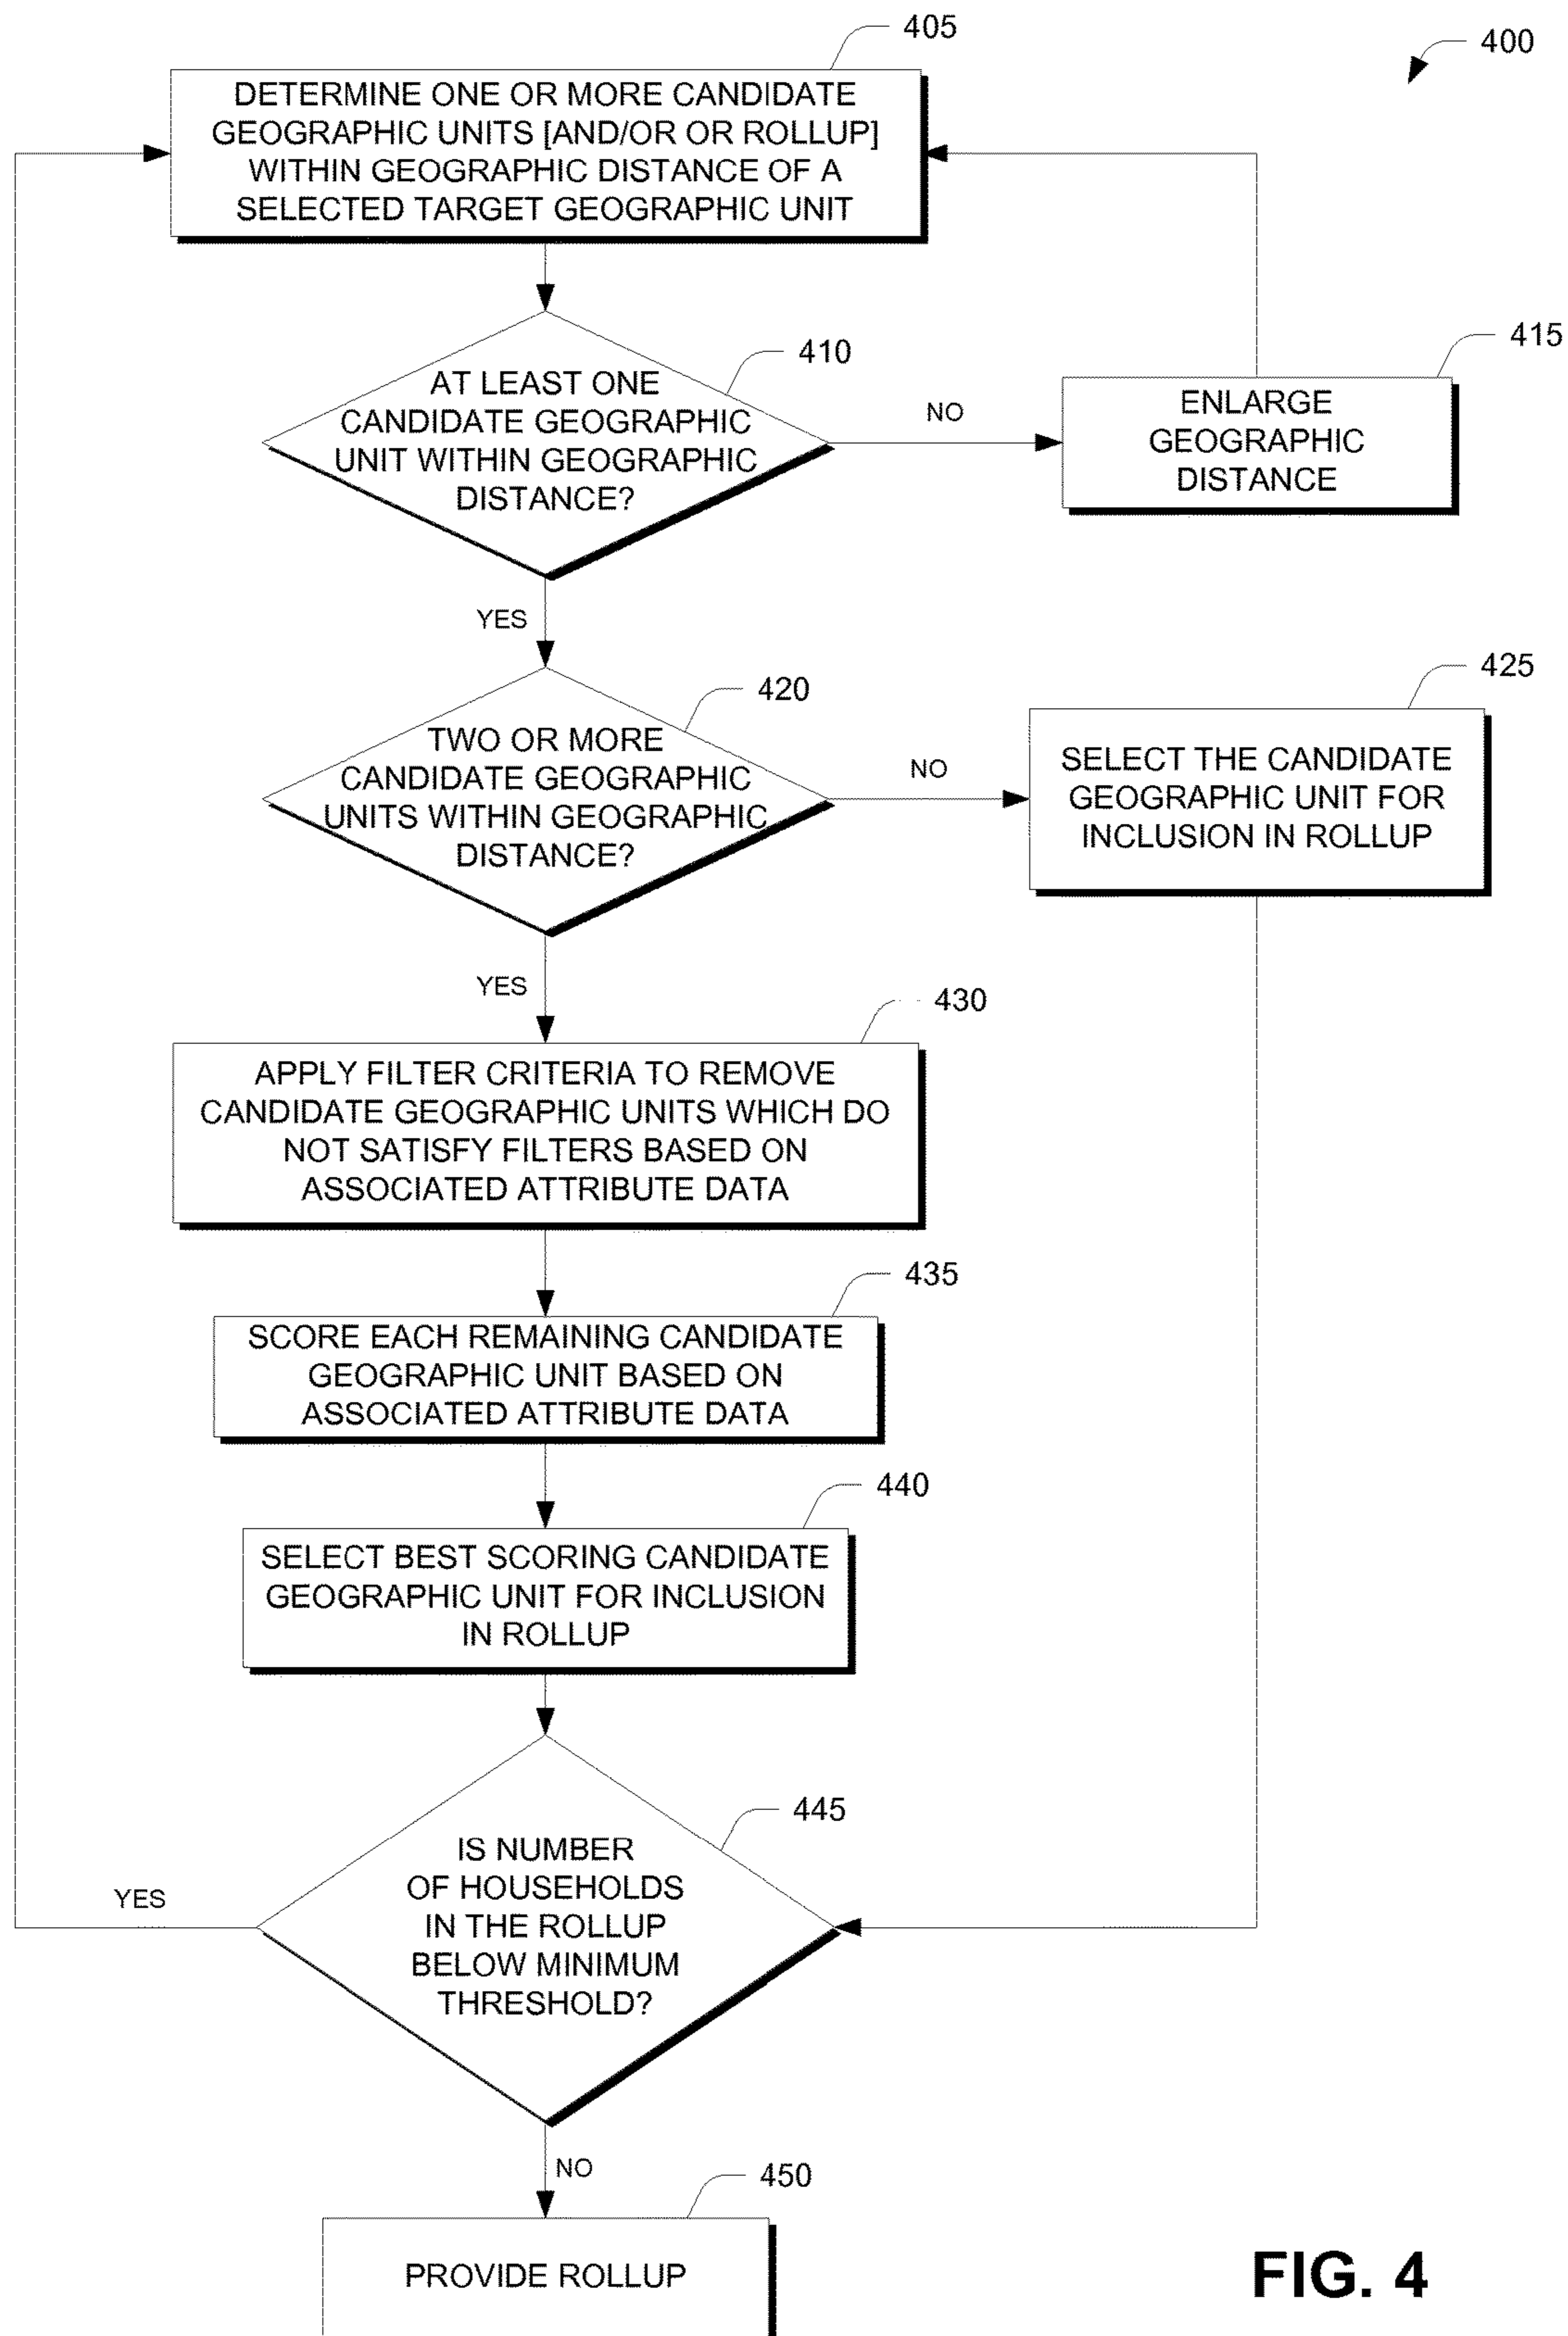 405
400
DETERMINE ONE OR MORE CANDIDATE
GEOGRAPHIC UNITS [AND/OR OR ROLLUP]
WITHIN GEOGRAPHIC DISTANCE OF A
SELECTED TARGET GEOGRAPHIC UNIT
410
AT LEAST ONE
CANDIDATE GEOGRAPHIC
UNIT WITHIN GEOGRAPHIC
DISTANCE?
NO
415
ENLARGE
GEOGRAPHIC
DISTANCE
YES
420
TWO OR MORE
CANDIDATE GEOGRAPHIC
UNITS WITHIN GEOGRAPHIC
DISTANCE?
NO
425
SELECT THE CANDIDATE
GEOGRAPHIC UNIT FOR
INCLUSION IN ROLLUP
YES
430
APPLY FILTER CRITERIA TO REMOVE
CANDIDATE GEOGRAPHIC UNITS WHICH DO
NOT SATISFY FILTERS BASED ON
ASSOCIATED ATTRIBUTE DATA
435
SCORE EACH REMAINING CANDIDATE
GEOGRAPHIC UNIT BASED ON
ASSOCIATED ATTRIBUTE DATA
440
SELECT BEST SCORING CANDIDATE
GEOGRAPHIC UNIT FOR INCLUSION
IN ROLLUP
445
IS NUMBER
OF HOUSEHOLDS
IN THE ROLLUP
BELOW MINIMUM
THRESHOLD?
YES
NO
450
PROVIDE ROLLUP
FIG. 4